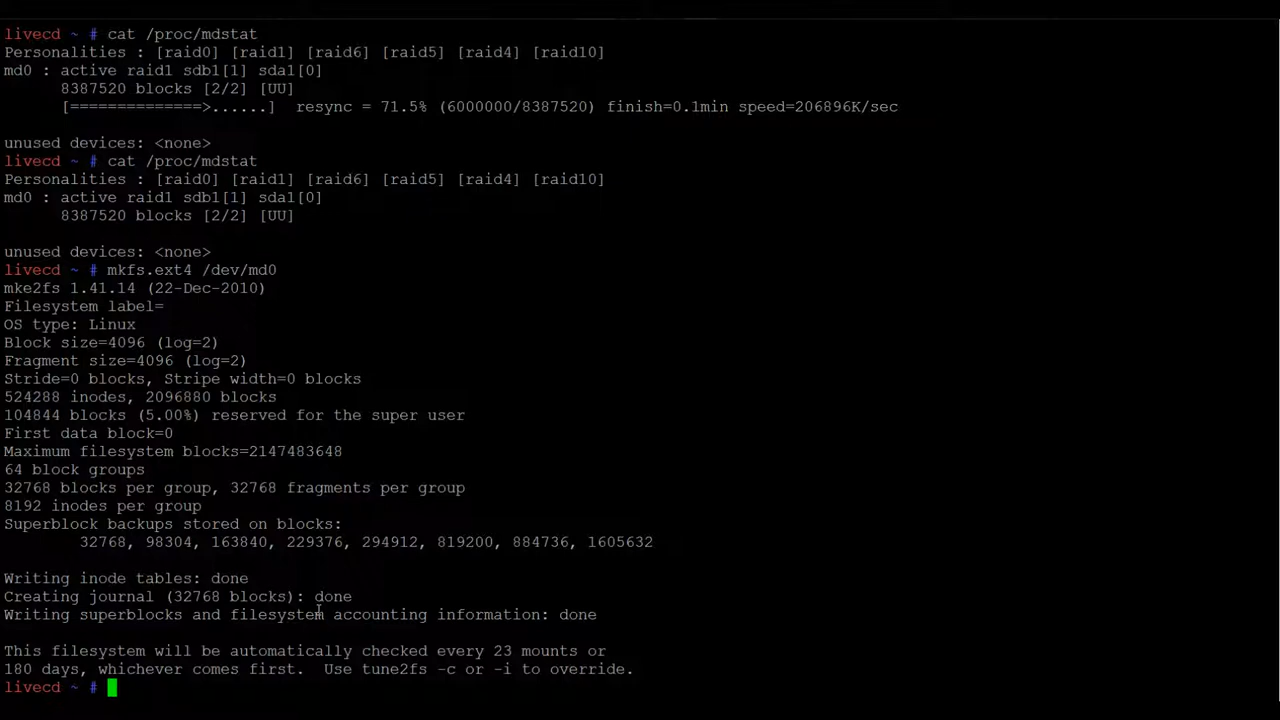 livecd ~ # cat /proc/mdstat
Personalities : [raid0] [raid1] [raid6] [raid5] [raid4] [raid10]
md0 : active raid1 sdb1[1] sda1[0]
      8387520 blocks [2/2] [UU]
      [==============>......]  resync = 71.5% (6000000/8387520) finish=0.1min speed=206896K/sec
unused devices: <none>
livecd ~ # cat /proc/mdstat
Personalities : [raid0] [raid1] [raid6] [raid5] [raid4] [raid10]
md0 : active raid1 sdb1[1] sda1[0]
      8387520 blocks [2/2] [UU]
unused devices: <none>
livecd ~ # mkfs.ext4 /dev/md0
mke2fs 1.41.14 (22-Dec-2010)
Filesystem label=
OS type: Linux
Block size=4096 (log=2)
Fragment size=4096 (log=2)
Stride=0 blocks, Stripe width=0 blocks
524288 inodes, 2096880 blocks
104844 blocks (5.00%) reserved for the super user
First data block=0
Maximum filesystem blocks=2147483648
64 block groups
32768 blocks per group, 32768 fragments per group
8192 inodes per group
Superblock backups stored on blocks:
        32768, 98304, 163840, 229376, 294912, 819200, 884736, 1605632
Writing inode tables: done
Creating journal (32768 blocks): done
Writing superblocks and filesystem accounting information: done
This filesystem will be automatically checked every 23 mounts or
180 days, whichever comes first.  Use tune2fs -c or -i to override.
livecd ~ #